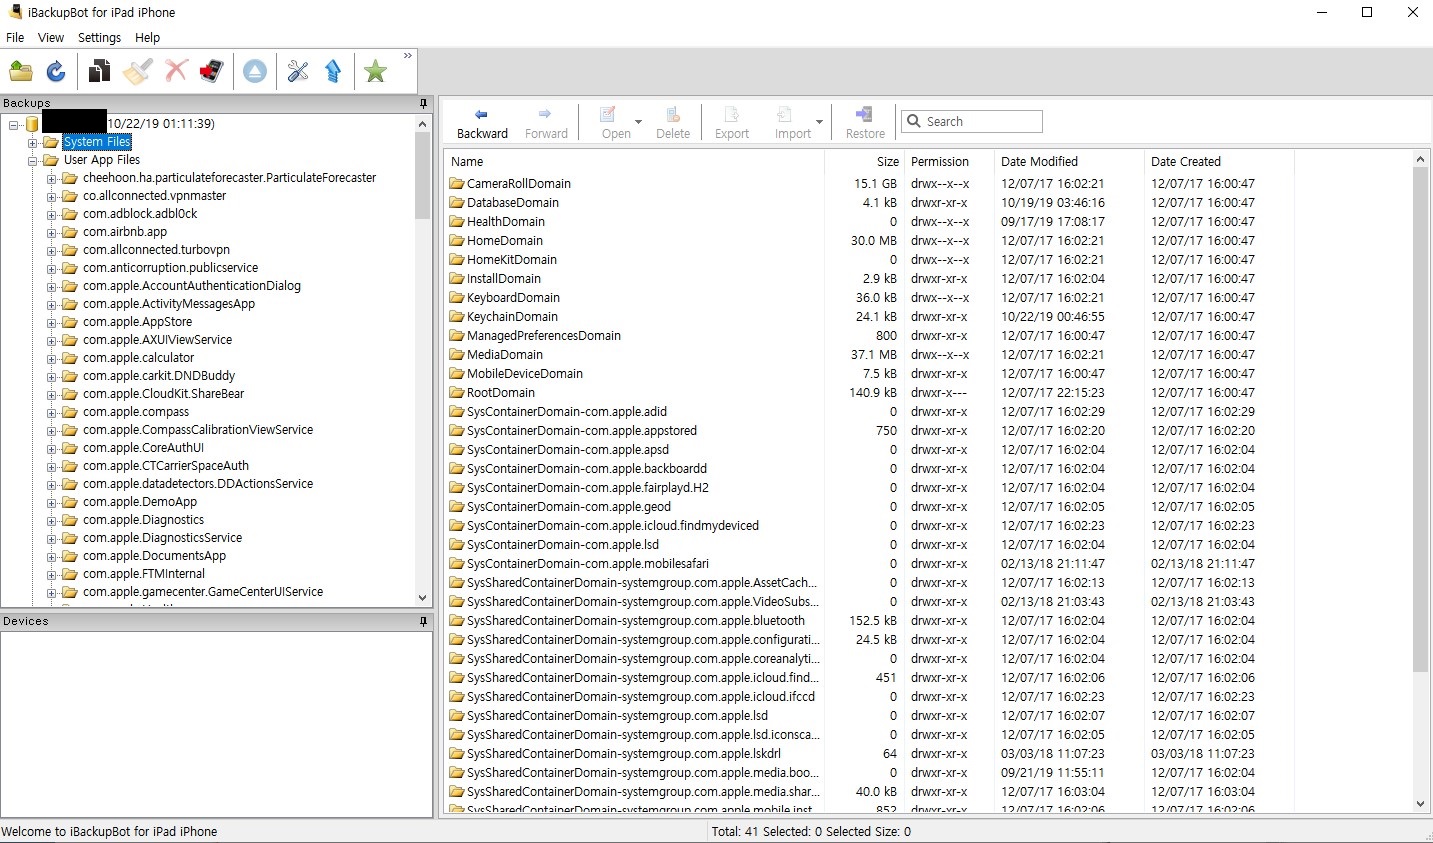 iBackupBot for iPad iPhone
File View Settings Help
»
Backups
10/22/19 01:11:39)
System Files
User App Files
cheehoon.ha.particulateforecaster.ParticulateForecaster
co.allconnected.vpnmaster
com.adblock.adbl0ck
com.airbnb.app
com.allconnected.turbovpn
com.anticorruption.publicservice
com.apple.AccountAuthenticationDialog
com.apple.ActivityMessagesApp
com.apple.AppStore
com.apple.AXUIViewService
com.apple.calculator
com.apple.carkit.DNDBuddy
com.apple.CloudKit.ShareBear
com.apple.compass
com.apple.CompassCalibrationViewService
com.apple.CoreAuthUI
com.apple.CTCarrierSpaceAuth
com.apple.datadetectors.DDActionsService
com.apple.DemoApp
com.apple.Diagnostics
com.apple.DiagnosticsService
com.apple.DocumentsApp
com.apple.FTMInternal
com.apple.gamecenter.GameCenterUIService
Devices
Backward Forward Open Delete Export Import Restore Search
Name Size Permission Date Modified Date Created
CameraRollDomain 15.1 GB drwx--x--x 12/07/17 16:02:21 12/07/17 16:00:47
DatabaseDomain 4.1 kB drwxr-xr-x 10/19/19 03:46:16 12/07/17 16:00:47
HealthDomain 0 drwx--x--x 09/17/19 17:08:17 12/07/17 16:00:47
HomeDomain 30.0 MB drwx--x--x 12/07/17 16:02:21 12/07/17 16:00:47
HomeKitDomain 0 drwx--x--x 12/07/17 16:02:21 12/07/17 16:00:47
InstallDomain 2.9 kB drwxr-xr-x 12/07/17 16:02:04 12/07/17 16:00:47
KeyboardDomain 36.0 kB drwx--x--x 12/07/17 16:02:21 12/07/17 16:00:47
KeychainDomain 24.1 kB drwxr-xr-x 10/22/19 00:46:55 12/07/17 16:00:47
ManagedPreferencesDomain 800 drwxr-xr-x 12/07/17 16:00:47 12/07/17 16:00:47
MediaDomain 37.1 MB drwx--x--x 12/07/17 16:02:21 12/07/17 16:00:47
MobileDeviceDomain 7.5 kB drwxr-xr-x 12/07/17 16:00:47 12/07/17 16:00:47
RootDomain 140.9 kB drwxr-x--- 12/07/17 22:15:23 12/07/17 16:00:47
SysContainerDomain-com.apple.adid 0 drwxr-xr-x 12/07/17 16:02:29 12/07/17 16:02:29
SysContainerDomain-com.apple.appstored 750 drwxr-xr-x 12/07/17 16:02:20 12/07/17 16:02:20
SysContainerDomain-com.apple.apsd 0 drwxr-xr-x 12/07/17 16:02:04 12/07/17 16:02:04
SysContainerDomain-com.apple.backboardd 0 drwxr-xr-x 12/07/17 16:02:04 12/07/17 16:02:04
SysContainerDomain-com.apple.fairplayd.H2 0 drwxr-xr-x 12/07/17 16:02:04 12/07/17 16:02:04
SysContainerDomain-com.apple.geod 0 drwxr-xr-x 12/07/17 16:02:05 12/07/17 16:02:05
SysContainerDomain-com.apple.icloud.findmydeviced 0 drwxr-xr-x 12/07/17 16:02:23 12/07/17 16:02:23
SysContainerDomain-com.apple.lsd 0 drwxr-xr-x 12/07/17 16:02:04 12/07/17 16:02:04
SysContainerDomain-com.apple.mobilesafari 0 drwxr-xr-x 02/13/18 21:11:47 02/13/18 21:11:47
SysSharedContainerDomain-systemgroup.com.apple.AssetCach... 0 drwxr-xr-x 12/07/17 16:02:13 12/07/17 16:02:13
SysSharedContainerDomain-systemgroup.com.apple.VideoSubs... 0 drwxr-xr-x 02/13/18 21:03:43 02/13/18 21:03:43
SysSharedContainerDomain-systemgroup.com.apple.bluetooth 152.5 kB drwxr-xr-x 12/07/17 16:02:04 12/07/17 16:02:04
SysSharedContainerDomain-systemgroup.com.apple.configurati... 24.5 kB drwxr-xr-x 12/07/17 16:02:04 12/07/17 16:02:04
SysSharedContainerDomain-systemgroup.com.apple.coreanalyti... 0 drwxr-xr-x 12/07/17 16:02:04 12/07/17 16:02:04
SysSharedContainerDomain-systemgroup.com.apple.icloud.find... 451 drwxr-xr-x 12/07/17 16:02:06 12/07/17 16:02:06
SysSharedContainerDomain-systemgroup.com.apple.icloud.ifccd 0 drwxr-xr-x 12/07/17 16:02:23 12/07/17 16:02:23
SysSharedContainerDomain-systemgroup.com.apple.lsd 0 drwxr-xr-x 12/07/17 16:02:07 12/07/17 16:02:07
SysSharedContainerDomain-systemgroup.com.apple.lsd.iconsca... 0 drwxr-xr-x 12/07/17 16:02:05 12/07/17 16:02:05
SysSharedContainerDomain-systemgroup.com.apple.lskdrl 64 drwxr-xr-x 03/03/18 11:07:23 03/03/18 11:07:23
SysSharedContainerDomain-systemgroup.com.apple.media.boo... 0 drwxr-xr-x 09/21/19 11:55:11 12/07/17 16:02:04
SysSharedContainerDomain-systemgroup.com.apple.media.shar... 40.0 kB drwxr-xr-x 12/07/17 16:03:04 12/07/17 16:03:04
SysSharedContainerDomain-systemgroup.com.apple.mobile.inst... 852 drwxr-xr-x 12/07/17 16:02:06 12/07/17 16:02:06
Welcome to iBackupBot for iPad iPhone Total: 41 Selected: 0 Selected Size: 0